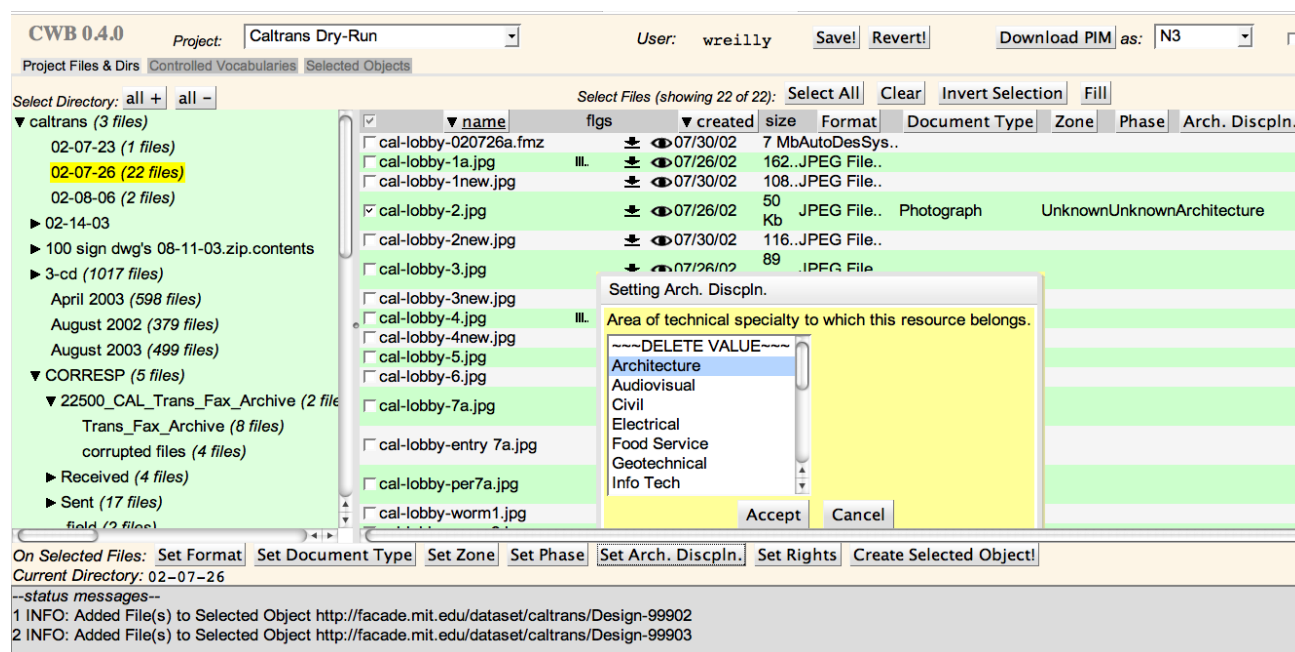 CWB 0.4.0 Project: Caltrans Dry-Run User: wreilly Save! Revert! Download PIM as: N3
Project Files & Dirs Controlled Vocabularies Selected Objects
Select Directory: all + all – Select Files (showing 22 of 22): Select All Clear Invert Selection Fill
▼ caltrans (3 files)
02-07-23 (1 files)
02-07-26 (22 files)
02-08-06 (2 files)
▶ 02-14-03
▶ 100 sign dwg's 08-11-03.zip.contents
▶ 3-cd (1017 files)
April 2003 (598 files)
August 2002 (379 files)
August 2003 (499 files)
▼ CORRESP (5 files)
▼ 22500_CAL_Trans_Fax_Archive (2 file
Trans_Fax_Archive (8 files)
corrupted files (4 files)
▶ Received (4 files)
▶ Sent (17 files)
field (2 files)
▼ name flgs ▼ created size Format Document Type Zone Phase Arch. Discpln.
cal-lobby-020726a.fmz 07/30/02 7 MbAutoDesSys..
cal-lobby-1a.jpg III.. 07/26/02 162..JPEG File..
cal-lobby-1new.jpg 07/30/02 108..JPEG File..
cal-lobby-2.jpg 07/26/02 50 Kb JPEG File.. Photograph UnknownUnknownArchitecture
cal-lobby-2new.jpg 07/30/02 116..JPEG File..
cal-lobby-3.jpg 07/26/02 89 JPEG File
cal-lobby-3new.jpg
cal-lobby-4.jpg III..
cal-lobby-4new.jpg
cal-lobby-5.jpg
cal-lobby-6.jpg
cal-lobby-7a.jpg
cal-lobby-entry 7a.jpg
cal-lobby-per7a.jpg
cal-lobby-worm1.jpg
Setting Arch. Discpln.
Area of technical specialty to which this resource belongs.
~~~DELETE VALUE~~~
Architecture
Audiovisual
Civil
Electrical
Food Service
Geotechnical
Info Tech
Accept Cancel
On Selected Files: Set Format Set Document Type Set Zone Set Phase Set Arch. Discpln. Set Rights Create Selected Object!
Current Directory: 02-07-26
--status messages--
1 INFO: Added File(s) to Selected Object http://facade.mit.edu/dataset/caltrans/Design-99902
2 INFO: Added File(s) to Selected Object http://facade.mit.edu/dataset/caltrans/Design-99903